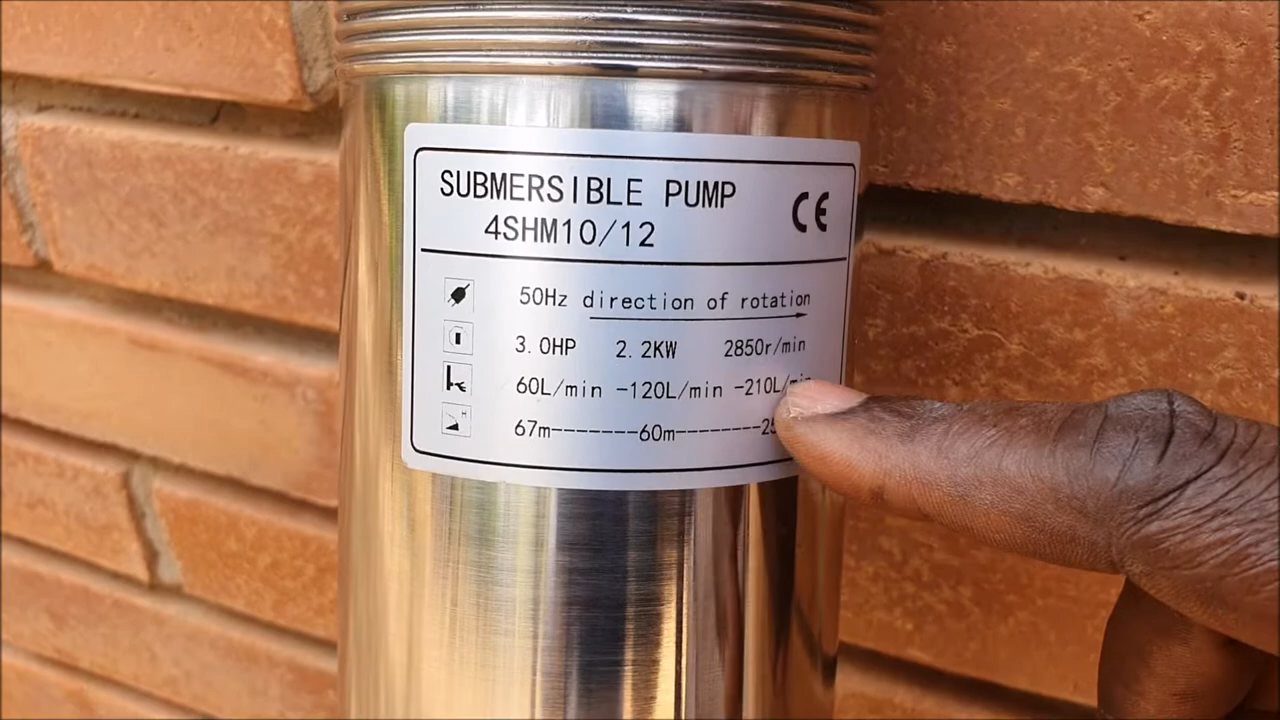 SUBMERSIBLE PUMP
4SHM10/12
CE
50Hz direction of rotation
3.0HP 2.2KW 2850r/min
60L/min -120L/min -210L/min
67m-------60m--------
H